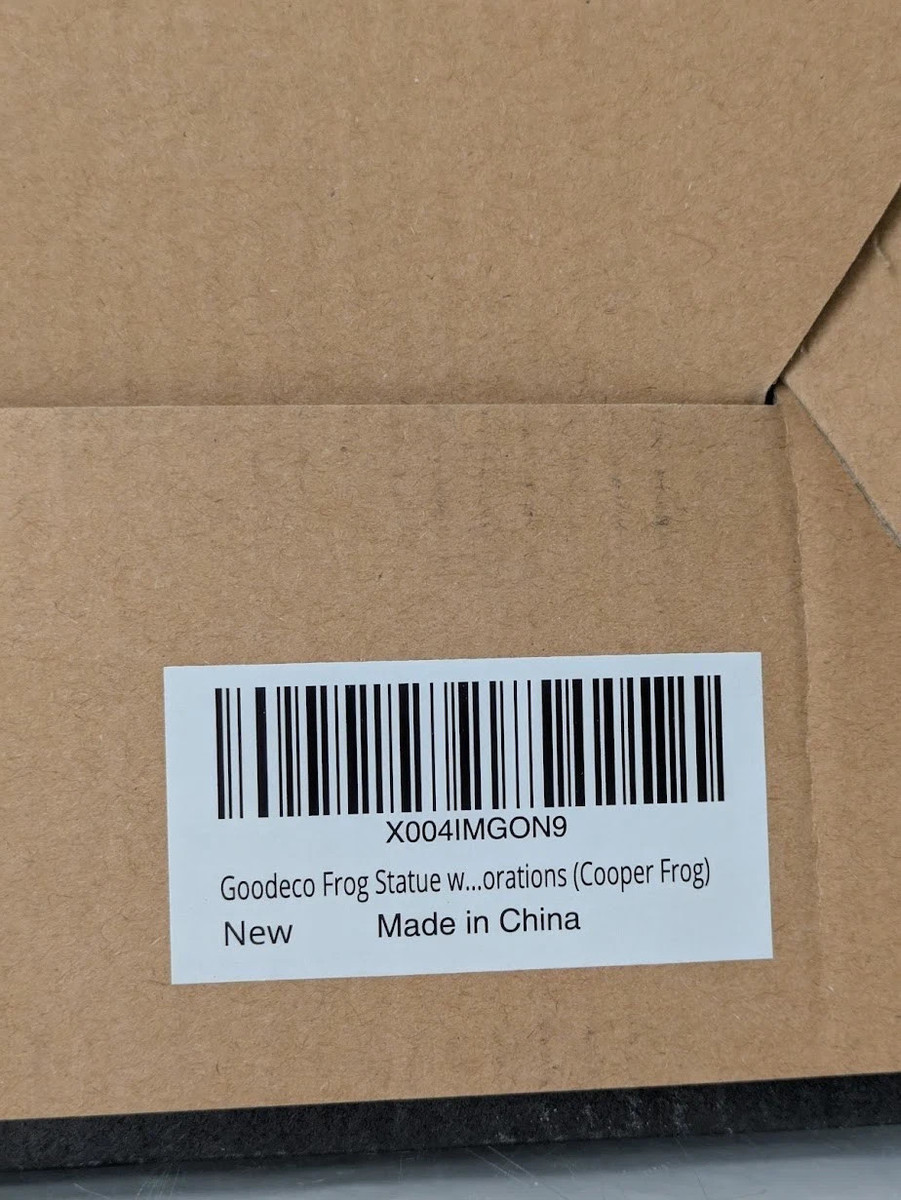 X004IMGON9
Goodeco Frog Statue w...orations (Cooper Frog)
New Made in China